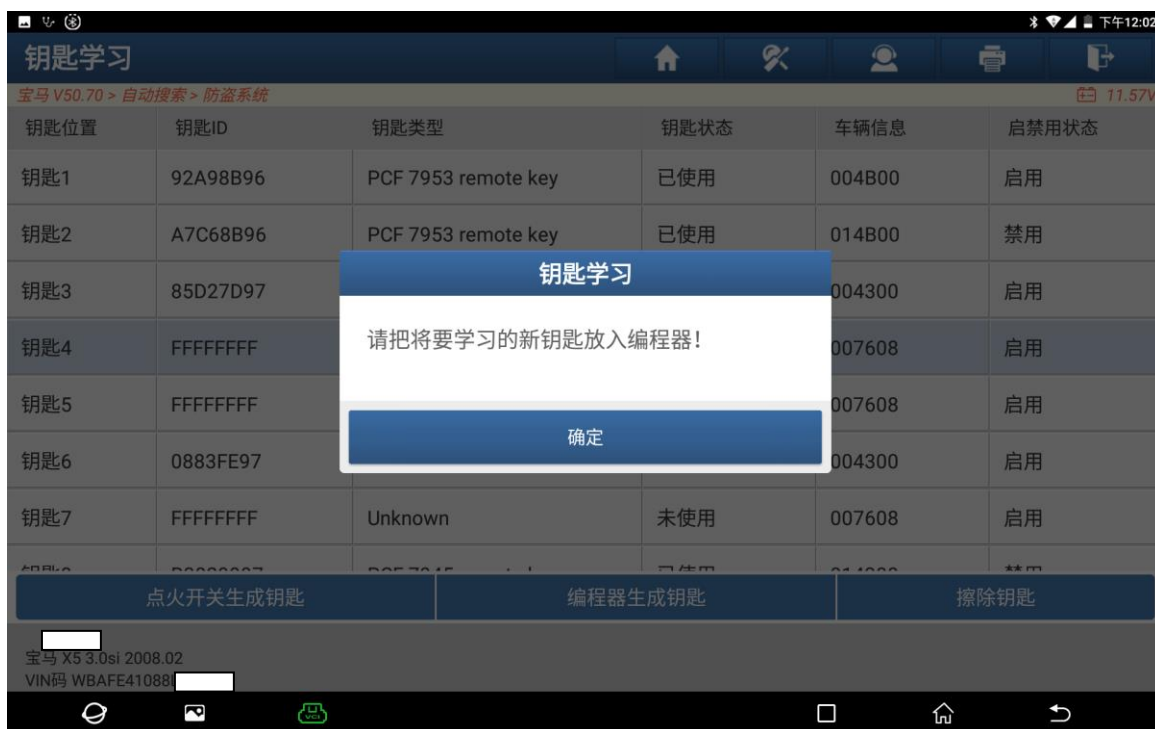 下午12:02
钥匙学习
宝马 V50.70 > 自动搜索 > 防盗系统 11.57V
钥匙位置 钥匙ID 钥匙类型 钥匙状态 车辆信息 启禁用状态
钥匙1 92A98B96 PCF 7953 remote key 已使用 004B00 启用
钥匙2 A7C68B96 PCF 7953 remote key 已使用 014B00 禁用
钥匙学习
钥匙3 85D27D97 004300 启用
请把将要学习的新钥匙放入编程器!
钥匙4 FFFFFFFF 007608 启用
钥匙5 FFFFFFFF 007608 启用
确定
钥匙6 0883FE97 004300 启用
钥匙7 FFFFFFFF Unknown 未使用 007608 启用
点火开关生成钥匙 编程器生成钥匙 擦除钥匙
宝马 X5 3.0si 2008.02
VIN码 WBAFE41088
VCI